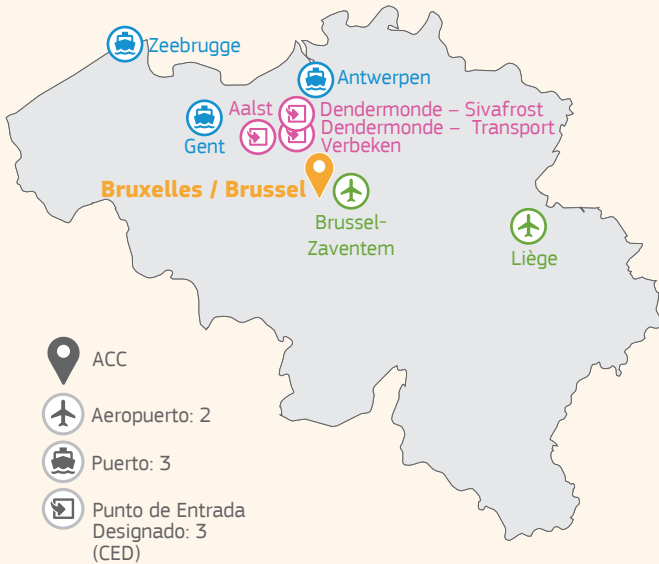 Zeebrugge
Antwerpen
Aalst
Dendermonde – Sivafrost
Dendermonde – Transport
Verbeken
Gent
Bruxelles / Brussel
Brussel-
Zaventem
Liège
ACC
Aeropuerto: 2
Puerto: 3
Punto de Entrada
Designado: 3
(CED)